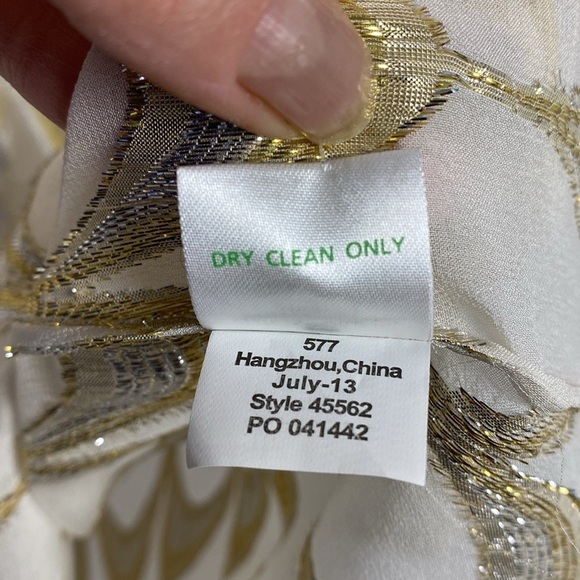 DRY CLEAN ONLY
577
Hangzhou,China
July-13
Style 45562
PO 041442